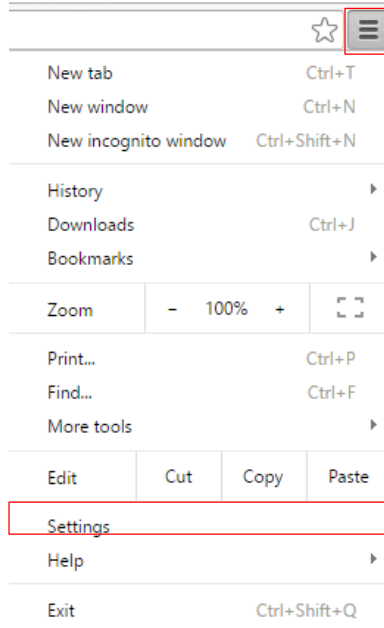 New tab Ctrl+T
New window Ctrl+N
New incognito window Ctrl+Shift+N
History
Downloads Ctrl+J
Bookmarks
Zoom - 100% +
Print... Ctrl+P
Find... Ctrl+F
More tools
Edit Cut Copy Paste
Settings
Help
Exit Ctrl+Shift+Q